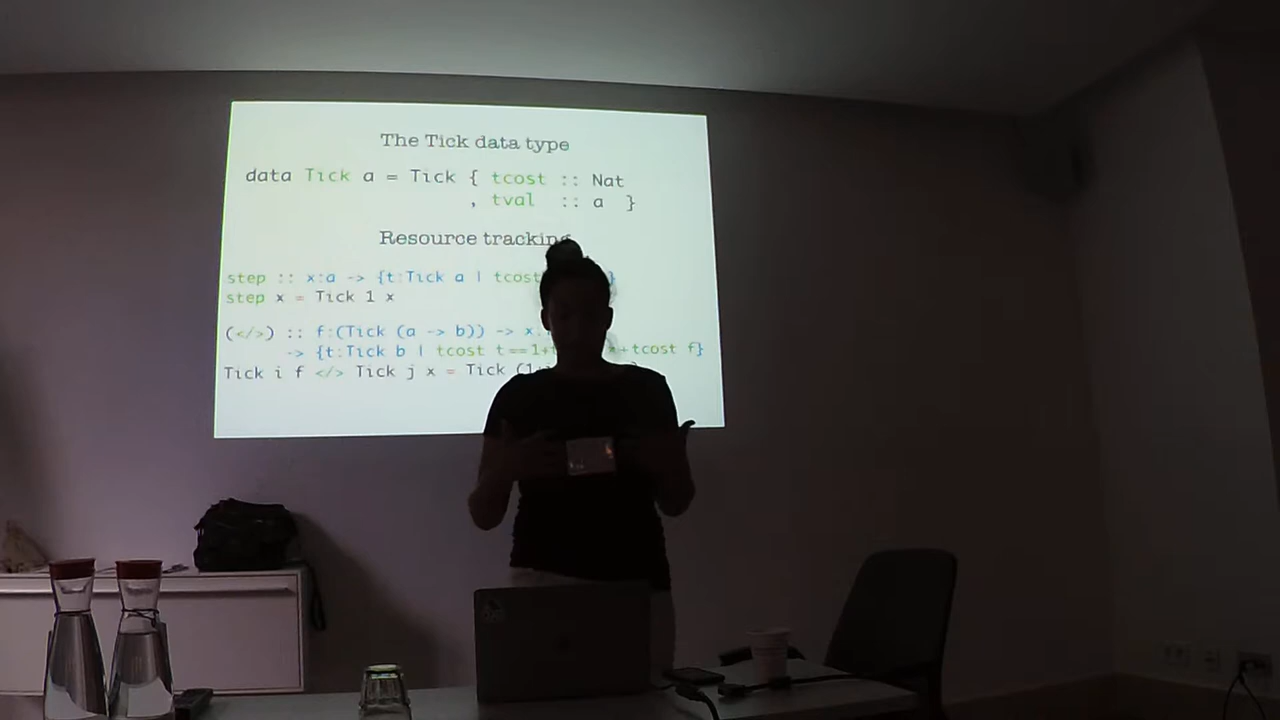 The Tick data type
data Tick a = Tick { tcost :: Nat
, tval :: a }
Resource tracking
step :: x:a -> {t:Tick a | tcost }
step x = Tick 1 x
(</>) :: f:(Tick (a -> b)) -> x:
-> {t:Tick b | tcost t==1+ x+tcost f}
Tick i f </> Tick j x = Tick (1+